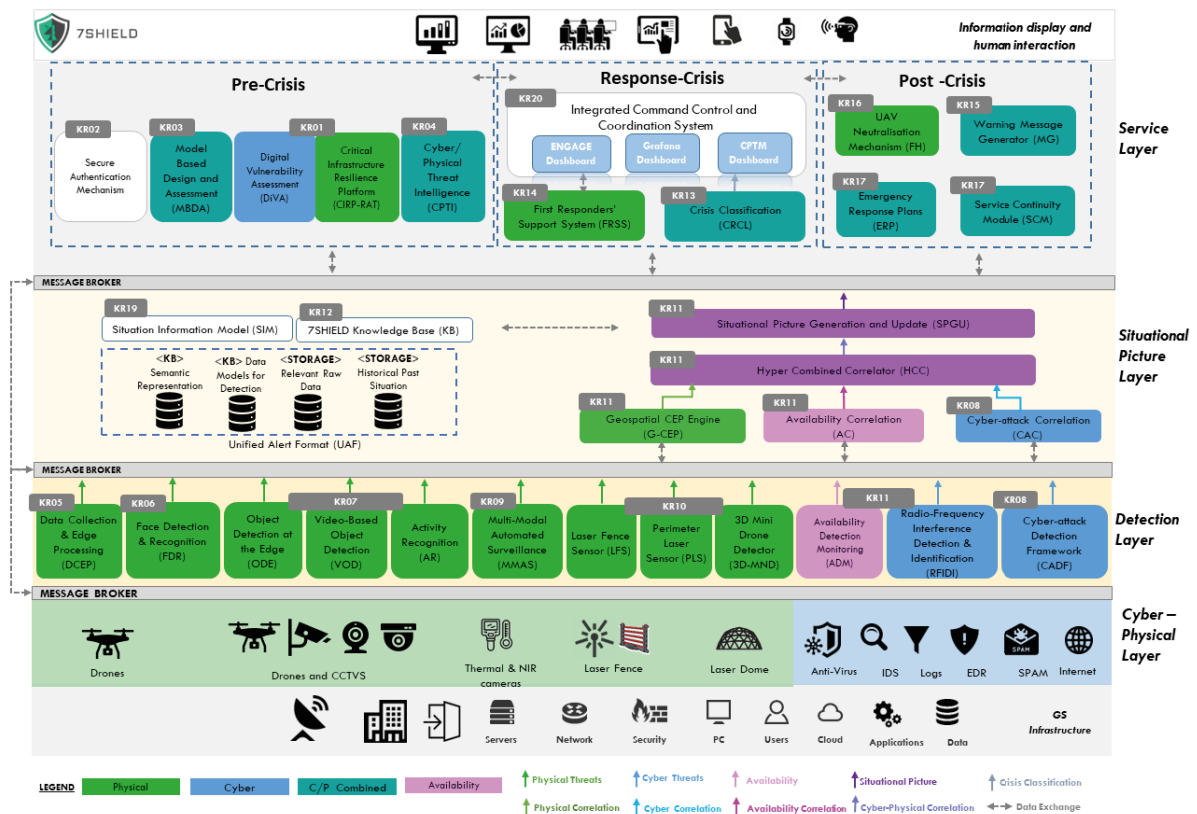 7SHIELD
Information display and
human interaction
Pre-Crisis
Response-Crisis
Post -Crisis
Service
Layer
KR02
Secure
Authentication
Mechanism
KR03
Model
Based
Design and
Assessment
(MBDA)
KR01
Digital
Vulnerability
Assessment
(DiVA)
Critical
Infrastructure
Resilience
Platform
(CIRP-RAT)
KR04
Cyber/
Physical
Threat
Intelligence
(CPTI)
KR20
Integrated Command Control and
Coordination System
ENGAGE
Dashboard
Grafana
Dashboard
CPTM
Dashboard
KR14
First Responders'
Support System (FRSS)
KR13
Crisis Classification
(CRCL)
KR16
UAV
Neutralisation
Mechanism (FH)
KR15
Warning Message
Generator (MG)
KR17
Emergency
Response Plans
(ERP)
KR17
Service Continuity
Module (SCM)
MESSAGE BROKER
Situational
Picture
Layer
KR19
Situation Information Model (SIM)
KR12
7SHIELD Knowledge Base (KB)
<KB>
Semantic
Representation
<KB> Data
Models for
Detection
<STORAGE>
Relevant Raw
Data
<STORAGE>
Historical Past
Situation
Unified Alert Format (UAF)
KR11
Situational Picture Generation and Update (SPGU)
KR11
Hyper Combined Correlator (HCC)
KR11
Geospatial CEP Engine
(G-CEP)
KR11
Availability Correlation
(AC)
KR08
Cyber-attack Correlation
(CAC)
MESSAGE BROKER
Detection
Layer
KR05
Data Collection
& Edge
Processing
(DCEP)
KR06
Face Detection
& Recognition
(FDR)
KR07
Object
Detection at
the Edge
(ODE)
Video-Based
Object
Detection
(VOD)
Activity
Recognition
(AR)
KR09
Multi-Modal
Automated
Surveillance
(MMAS)
KR10
Laser Fence
Sensor (LFS)
Perimeter
Laser
Sensor (PLS)
3D Mini
Drone
Detector
(3D-MND)
KR11
Availability
Detection
Monitoring
(ADM)
Radio-Frequency
Interference
Detection &
Identification
(RFIDI)
KR08
Cyber-attack
Detection
Framework
(CADF)
MESSAGE BROKER
Cyber –
Physical
Layer
Drones
Drones and CCTVS
Thermal & NIR
cameras
Laser Fence
Laser Dome
Anti-Virus
IDS
Logs
EDR
SPAM
SPAM
Internet
Servers
Network
Security
PC
Users
Cloud
Applications
Data
GS
Infrastructure
LEGEND
Physical
Cyber
C/P Combined
Availability
Physical Threats
Cyber Threats
Availability
Situational Picture
Crisis Classification
Physical Correlation
Cyber Correlation
Availability Correlation
Cyber-Physical Correlation
Data Exchange